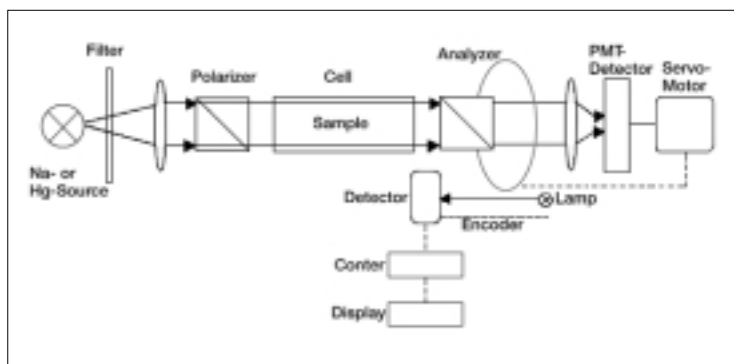 Filter
Polarizer
Cell
Analyzer
PMT-
Detector
Servo-
Motor
Sample
Na- or
Hg-Source
Detector
Lamp
Encoder
Conter
Display